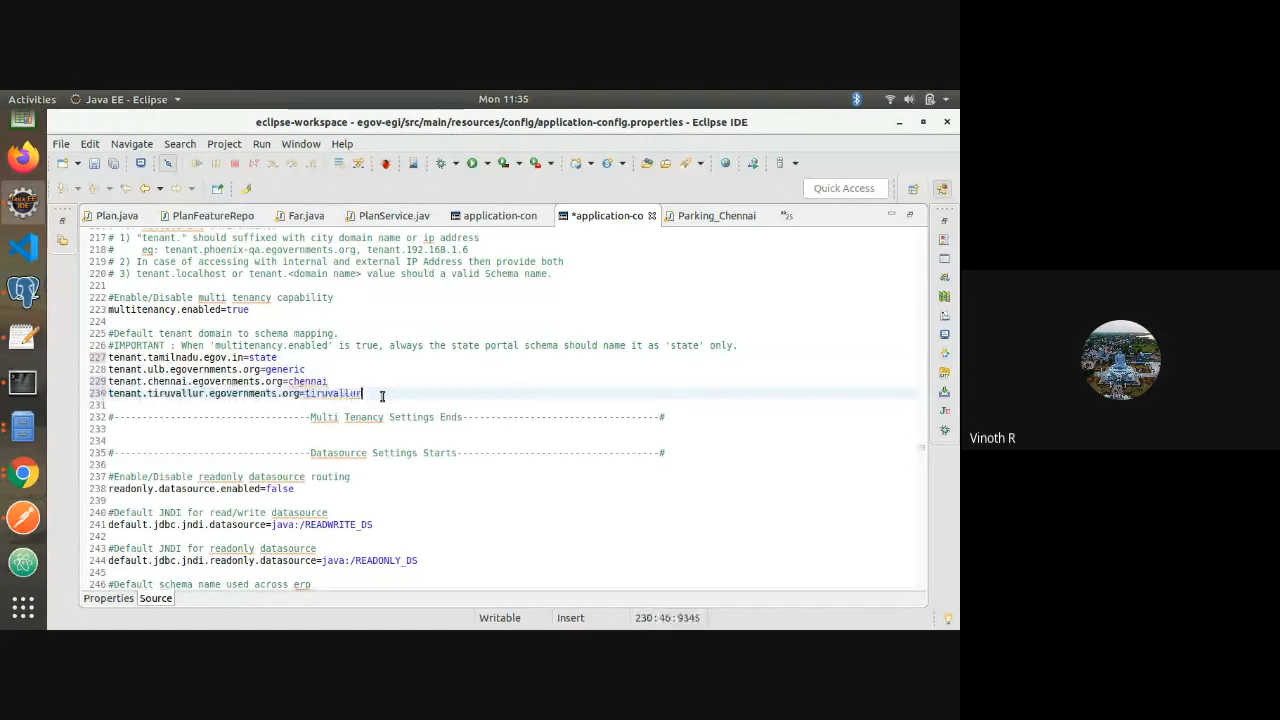 Activities
Java EE - Eclipse
Mon 11:35
eclipse-workspace - egov-egi/src/main/resources/config/application-config.properties - Eclipse IDE
File Edit Navigate Search Project Run Window Help
Quick Access
Plan.java PlanFeatureRepo Far.java PlanService.jav application-con *application-co Parking_Chennai »25
217 # 1) "tenant." should suffixed with city domain name or ip address
218 # eg: tenant.phoenix-qa.egovernments.org, tenant.192.168.1.6
219 # 2) In case of accessing with internal and external IP Address then provide both
220 # 3) tenant.localhost or tenant.<domain name> value should a valid Schema name.
221
222 #Enable/Disable multi tenancy capability
223 multitenancy.enabled=true
224
225 #Default tenant domain to schema mapping.
226 #IMPORTANT : When 'multitenancy.enabled' is true, always the state portal schema should name it as 'state' only.
227 tenant.tamilnadu.egov.in=state
228 tenant.ulb.egovernments.org=generic
229 tenant.chennai.egovernments.org=chennai
230 tenant.tiruvallur.egovernments.org=tiruvallur
231
232 #------------------------------------Multi Tenancy Settings Ends-----------------------------------#
233
234
235 #------------------------------------Datasource Settings Starts------------------------------------#
236
237 #Enable/Disable readonly datasource routing
238 readonly.datasource.enabled=false
239
240 #Default JNDI for read/write datasource
241 default.jdbc.jndi.datasource=java:/READWRITE_DS
242
243 #Default JNDI for readonly datasource
244 default.jdbc.jndi.readonly.datasource=java:/READONLY_DS
245
246 #Default schema name used across erp
Properties Source
Writable Insert 230:46:9345
Vinoth R